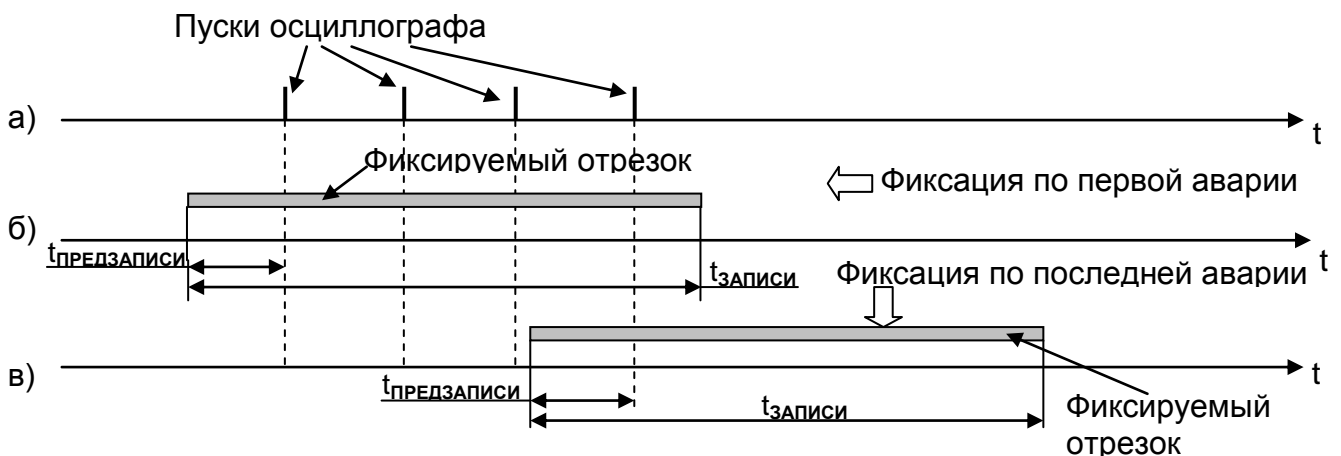 Пуски осциллографа
а)
t
Фиксируемый отрезок
Фиксация по первой аварии
б)
t
tПРЕДЗАПИСИ
tЗАПИСИ
Фиксация по последней аварии
в)
t
tПРЕДЗАПИСИ
tЗАПИСИ
Фиксируемый
отрезок